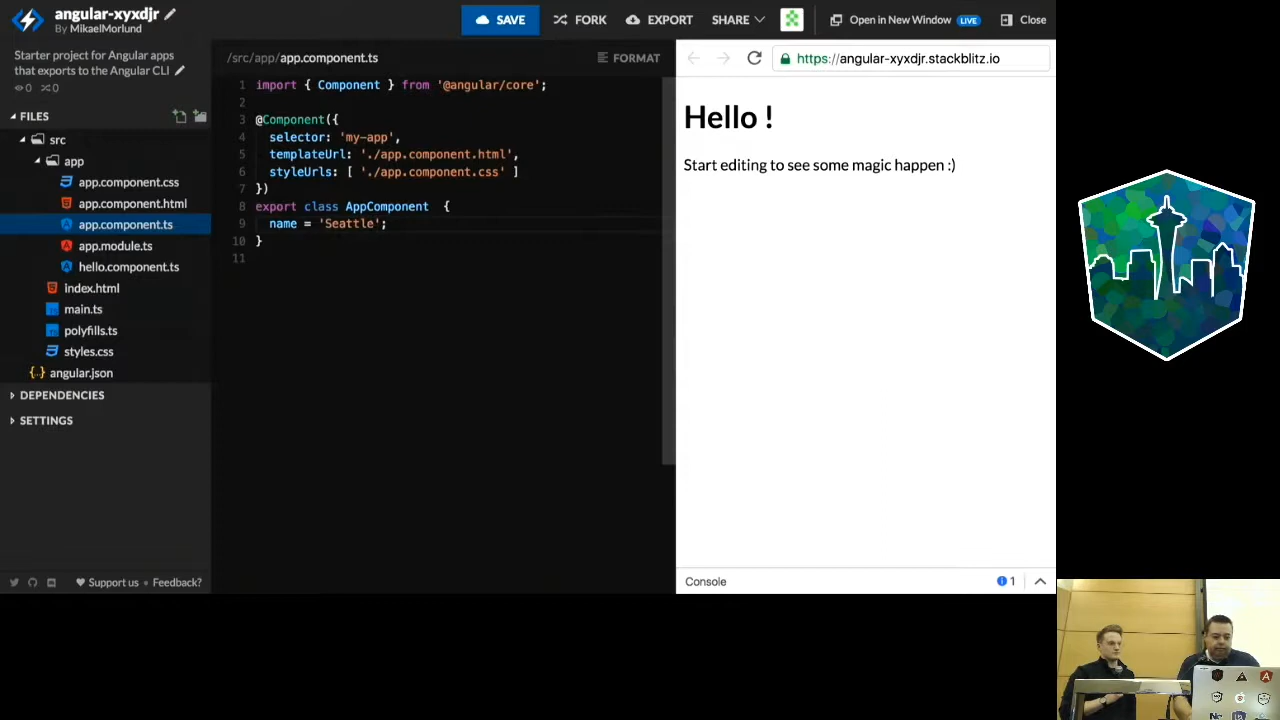 angular-xyxdjr
By MikaelMorlund
SAVE
FORK
EXPORT
SHARE
Open in New Window LIVE
Close
Starter project for Angular apps
that exports to the Angular CLI
0 0
FILES
src
app
app.component.css
app.component.html
app.component.ts
app.module.ts
hello.component.ts
index.html
main.ts
polyfills.ts
styles.css
{..} angular.json
DEPENDENCIES
SETTINGS
Support us • Feedback?
/src/app/app.component.ts
FORMAT
1 import { Component } from '@angular/core';
2
3 @Component({
4 selector: 'my-app',
5 templateUrl: './app.component.html',
6 styleUrls: [ './app.component.css' ]
7 })
8 export class AppComponent {
9 name = 'Seattle';
10 }
11
https://angular-xyxdjr.stackblitz.io
Hello !
Start editing to see some magic happen :)
Console
1